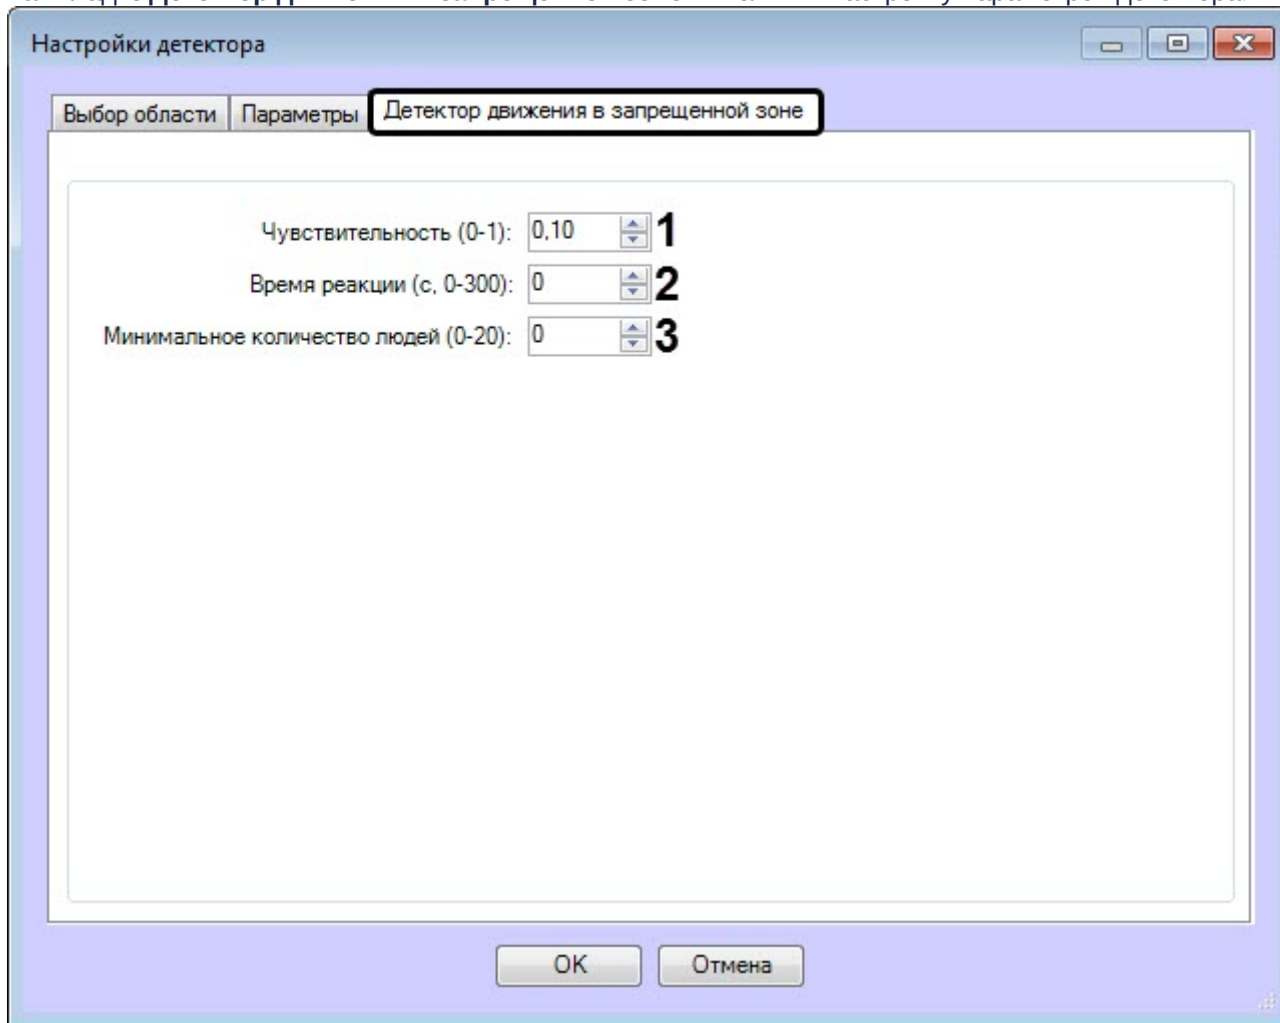 Настройки детектора
Выбор области Параметры Детектор движения в запрещенной зоне
Чувствительность (0-1): 0,10 1
Время реакции (с, 0-300): 0 2
Минимальное количество людей (0-20): 0 3
OK Отмена